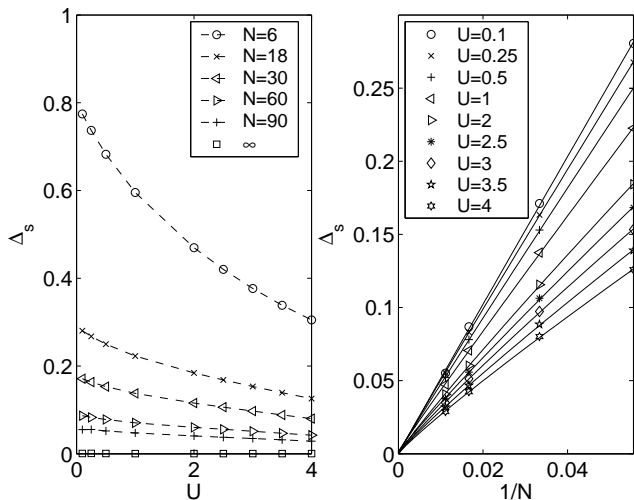 1
0.8
0.6
0.4
0.2
0
0
2
4
Δs
U
N=6
N=18
N=30
N=60
N=90
∞
0.25
0.2
0.15
0.1
0.05
0
0
0.02
0.04
Δs
1/N
U=0.1
U=0.25
U=0.5
U=1
U=2
U=2.5
U=3
U=3.5
U=4